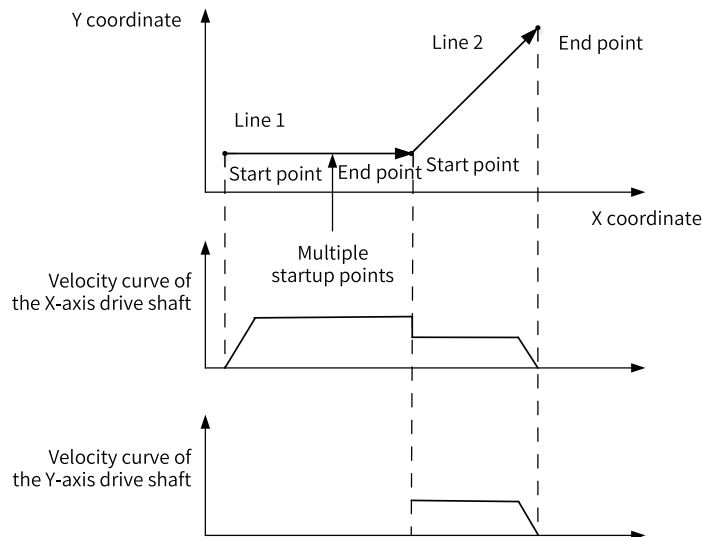 Y coordinate
Line 2
End point
Line 1
Start point
End point
Start point
X coordinate
Multiple
startup points
Velocity curve of
the X-axis drive shaft
Velocity curve of
the Y-axis drive shaft